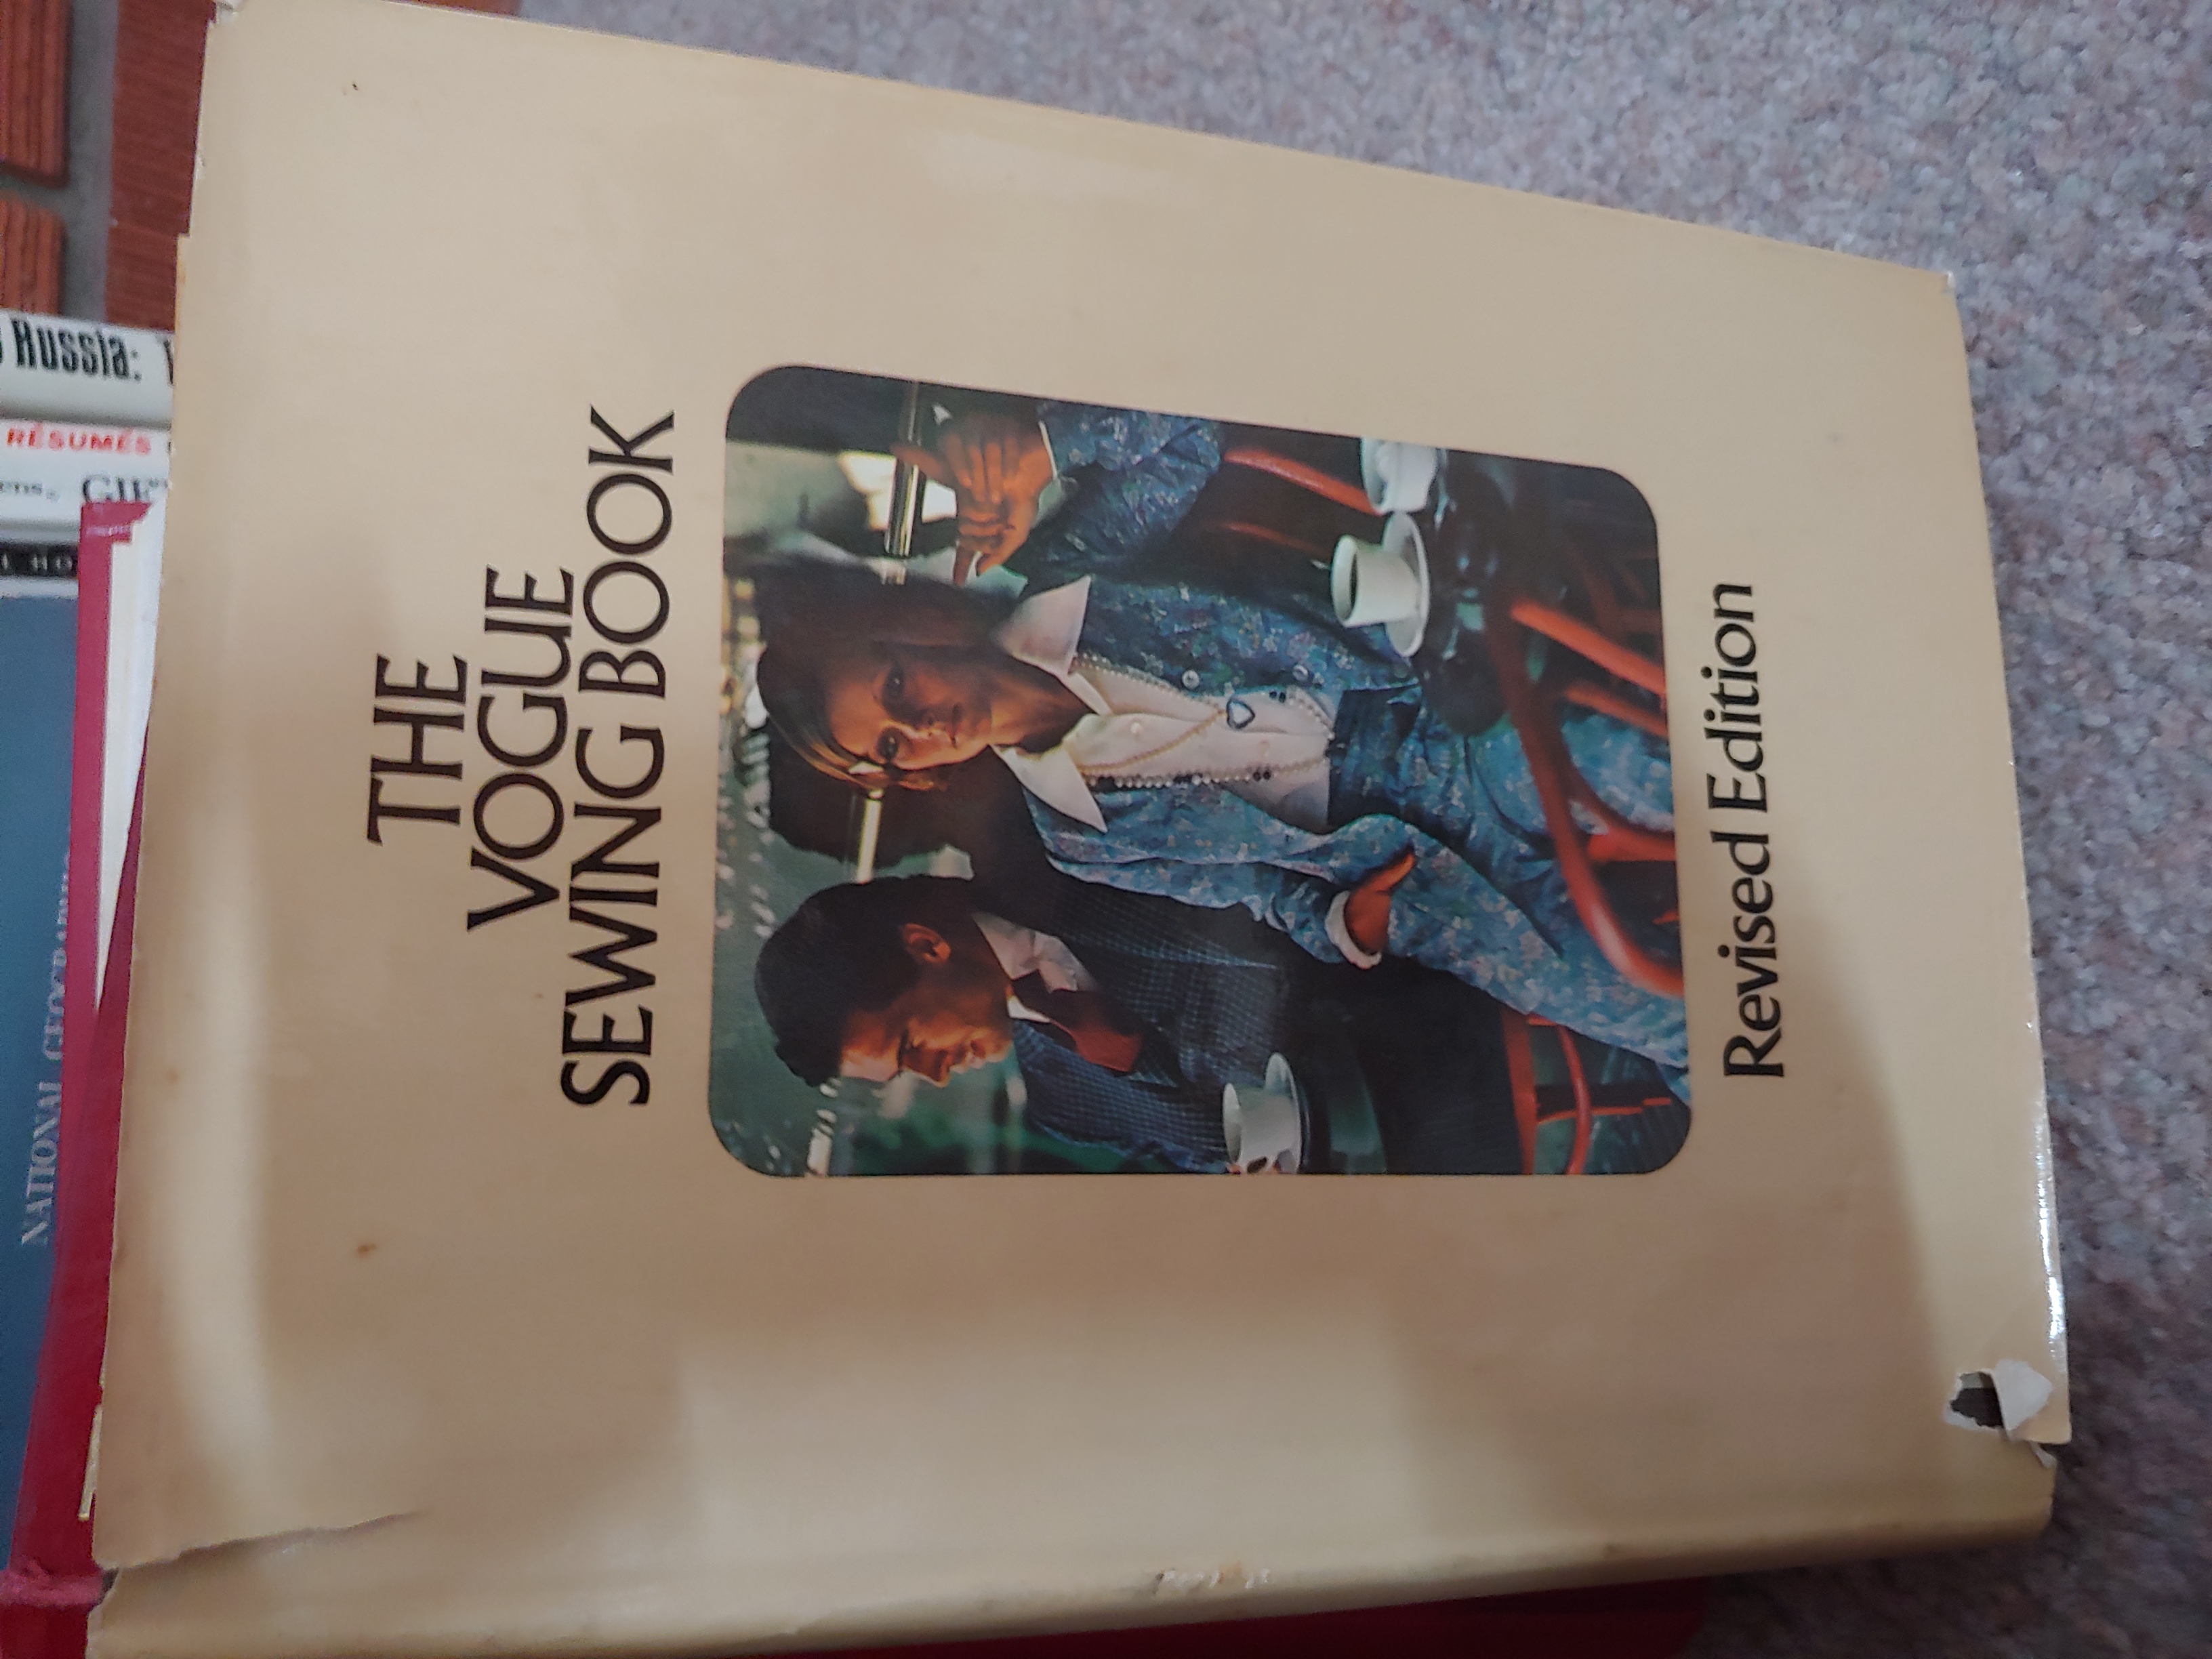 THE
VOGUE
SEWING BOOK
Revised Edition
Russia:
RÉSUMÉS
NATIONAL GEOGRAPHIC